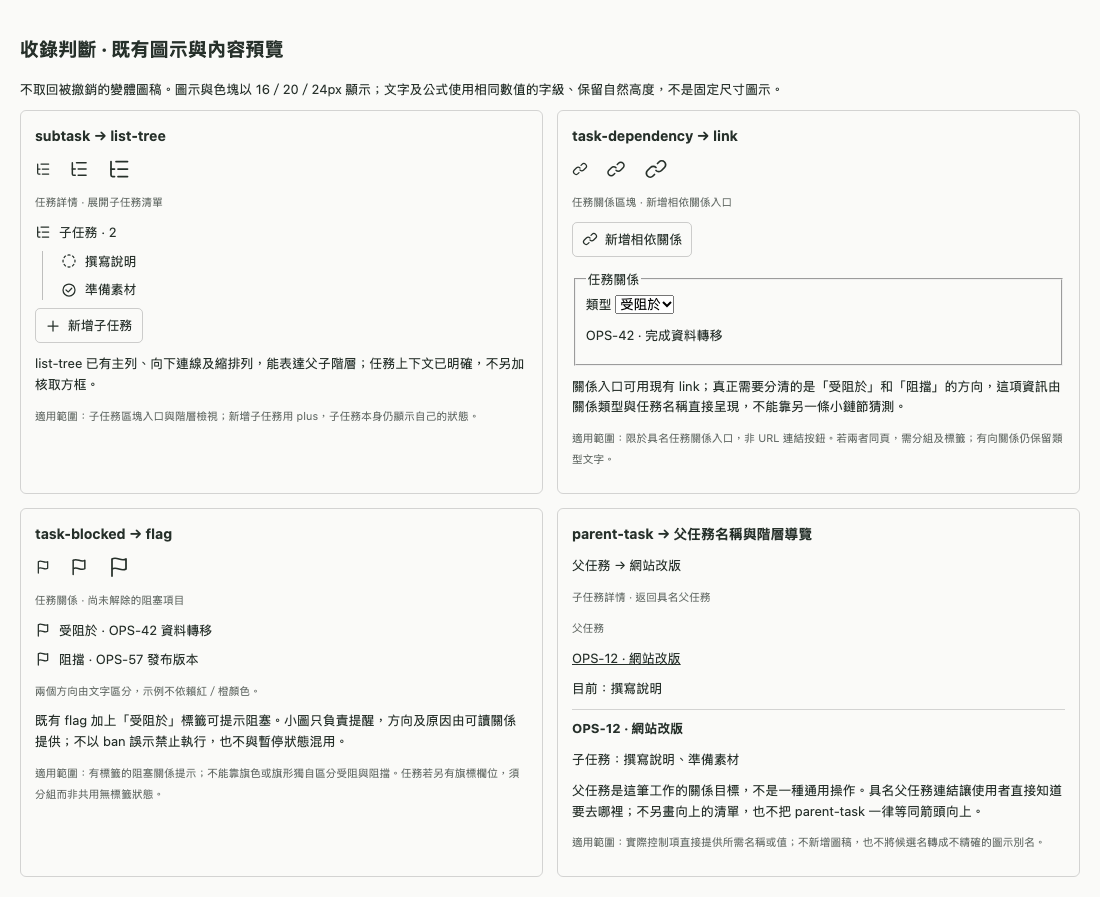 收錄判斷 · 既有圖示與內容預覽
不取回被撤銷的變體圖稿。圖示與色塊以 16 / 20 / 24px 顯示；文字及公式使用相同數值的字級、保留自然高度，不是固定尺寸圖示。
subtask → list-tree
任務詳情 · 展開子任務清單
子任務 · 2
撰寫說明
準備素材
新增子任務
list-tree 已有主列、向下連線及縮排列，能表達父子階層；任務上下文已明確，不另加
核取方框。
適用範圍：子任務區塊入口與階層檢視；新增子任務用 plus，子任務本身仍顯示自己的狀態。
task-dependency → link
任務關係區塊 · 新增相依關係入口
新增相依關係
任務關係
類型 受阻於
OPS-42 · 完成資料轉移
關係入口可用現有 link；真正需要分清的是「受阻於」和「阻擋」的方向，這項資訊由
關係類型與任務名稱直接呈現，不能靠另一條小鏈節猜測。
適用範圍：限於具名任務關係入口，非 URL 連結按鈕。若兩者同頁，需分組及標籤；有向關係仍保留類
型文字。
task-blocked → flag
任務關係 · 尚未解除的阻塞項目
受阻於 · OPS-42 資料轉移
阻擋 · OPS-57 發布版本
兩個方向由文字區分，示例不依賴紅 / 橙顏色。
既有 flag 加上「受阻於」標籤可提示阻塞。小圖只負責提醒，方向及原因由可讀關係
提供；不以 ban 誤示禁止執行，也不與暫停狀態混用。
適用範圍：有標籤的阻塞關係提示；不能靠旗色或旗形獨自區分受阻與阻擋。任務若另有旗標欄位，須
分組而非共用無標籤狀態。
parent-task → 父任務名稱與階層導覽
父任務 → 網站改版
子任務詳情 · 返回具名父任務
父任務
OPS-12 · 網站改版
目前：撰寫說明
OPS-12 · 網站改版
子任務：撰寫說明、準備素材
父任務是這筆工作的關係目標，不是一種通用操作。具名父任務連結讓使用者直接知道
要去哪裡；不另畫向上的清單，也不把 parent-task 一律等同箭頭向上。
適用範圍：實際控制項直接提供所需名稱或值；不新增圖稿，也不將候選名轉成不精確的圖示別名。